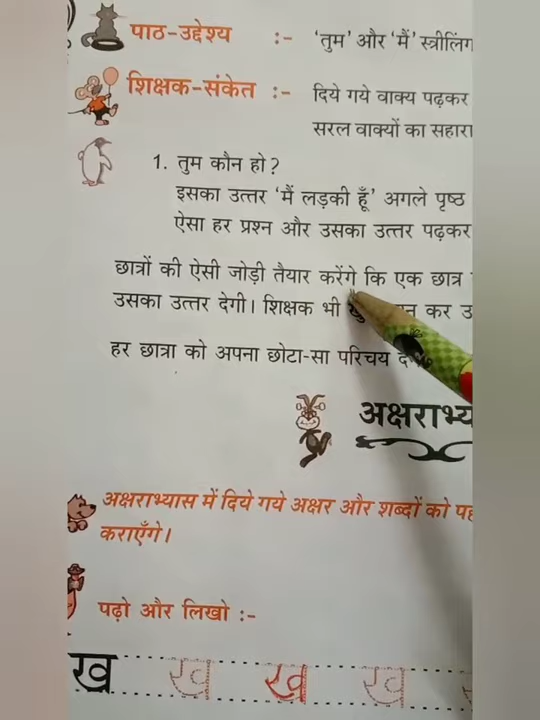 पाठ-उद्देश्य :- 'तुम' और 'मैं' स्त्रीलिंग
शिक्षक-संकेत :- दिये गये वाक्य पढ़कर
सरल वाक्यों का सहारा
1. तुम कौन हो?
इसका उत्तर 'मैं लड़की हूँ' अगले पृष्ठ
ऐसा हर प्रश्न और उसका उत्तर पढ़कर
छात्रों की ऐसी जोड़ी तैयार करेंगे कि एक छात्र
उसका उत्तर देगी। शिक्षक भी कर
हर छात्रा को अपना छोटा-सा परिचय
अक्षराभ्य
अक्षराभ्यास में दिये गये अक्षर और शब्दों को
कराएँगे।
पढ़ो और लिखो :-
ख ख ख ख